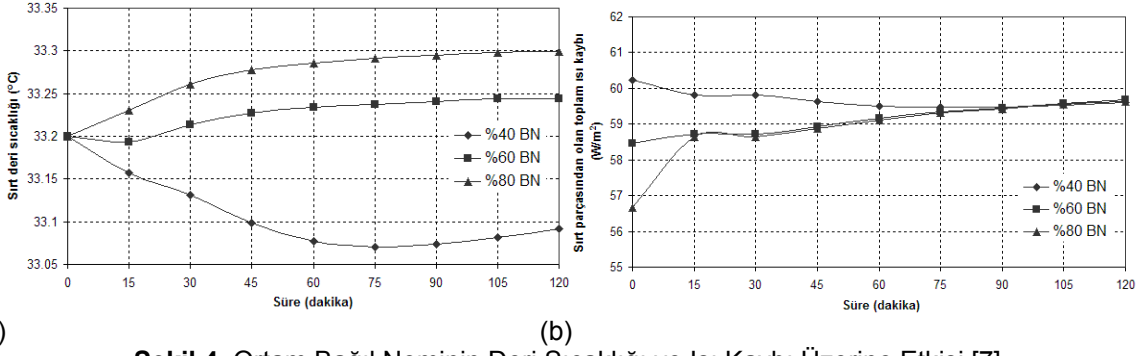 33.35
33.3
33.25
33.2
33.15
33.1
33.05
Sırt deri sıcaklığı (°C)
%40 BN
%60 BN
%80 BN
0 15 30 45 60 75 90 105 120
Süre (dakika)
62
61
60
59
58
57
56
55
Sırt parçasından olan toplam ısı kaybı
(W/m²)
%40 BN
%60 BN
%80 BN
0 15 30 45 60 75 90 105 120
Süre (dakika)
) (b)
Şekil 4. Ortam Bağıl Neminin Deri Sıcaklığı ve Isı Kaybı Üzerine Etkisi [7]